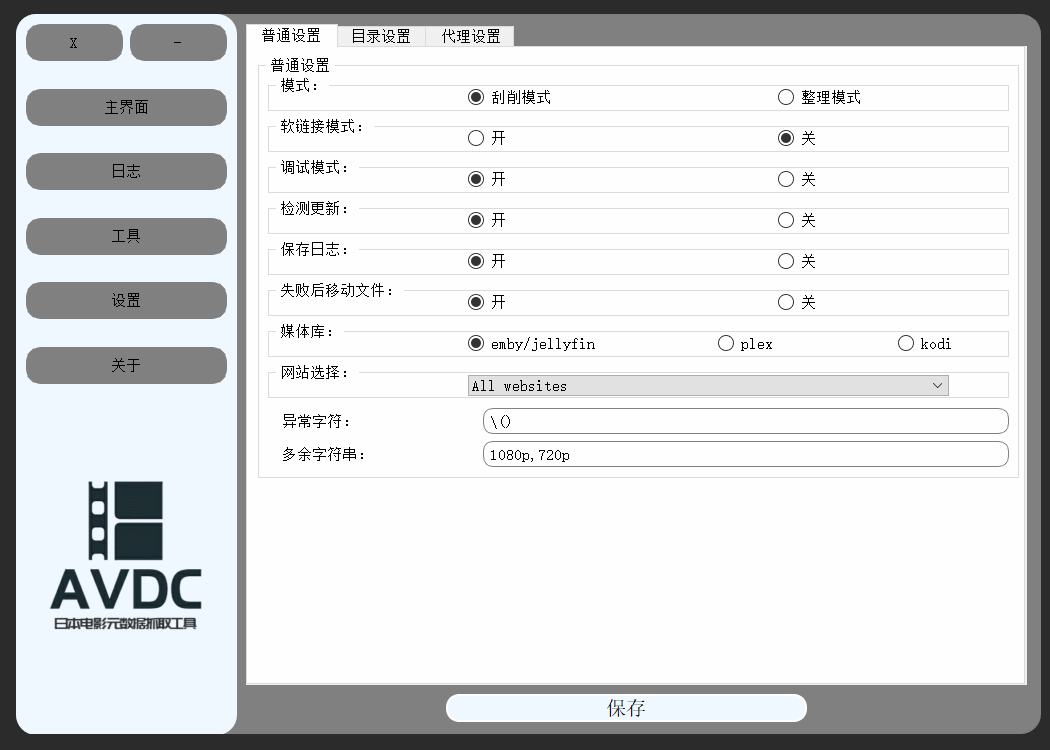 X -
主界面
日志
工具
设置
关于
AVDC
日本电影元数据抓取工具
普通设置 目录设置 代理设置
普通设置
模式：
刮削模式 整理模式
软链接模式：
开 关
调试模式：
开 关
检测更新：
开 关
保存日志：
开 关
失败后移动文件：
开 关
媒体库：
emby/jellyfin plex kodi
网站选择：
All websites
异常字符： \()
多余字符串： 1080p,720p
保存